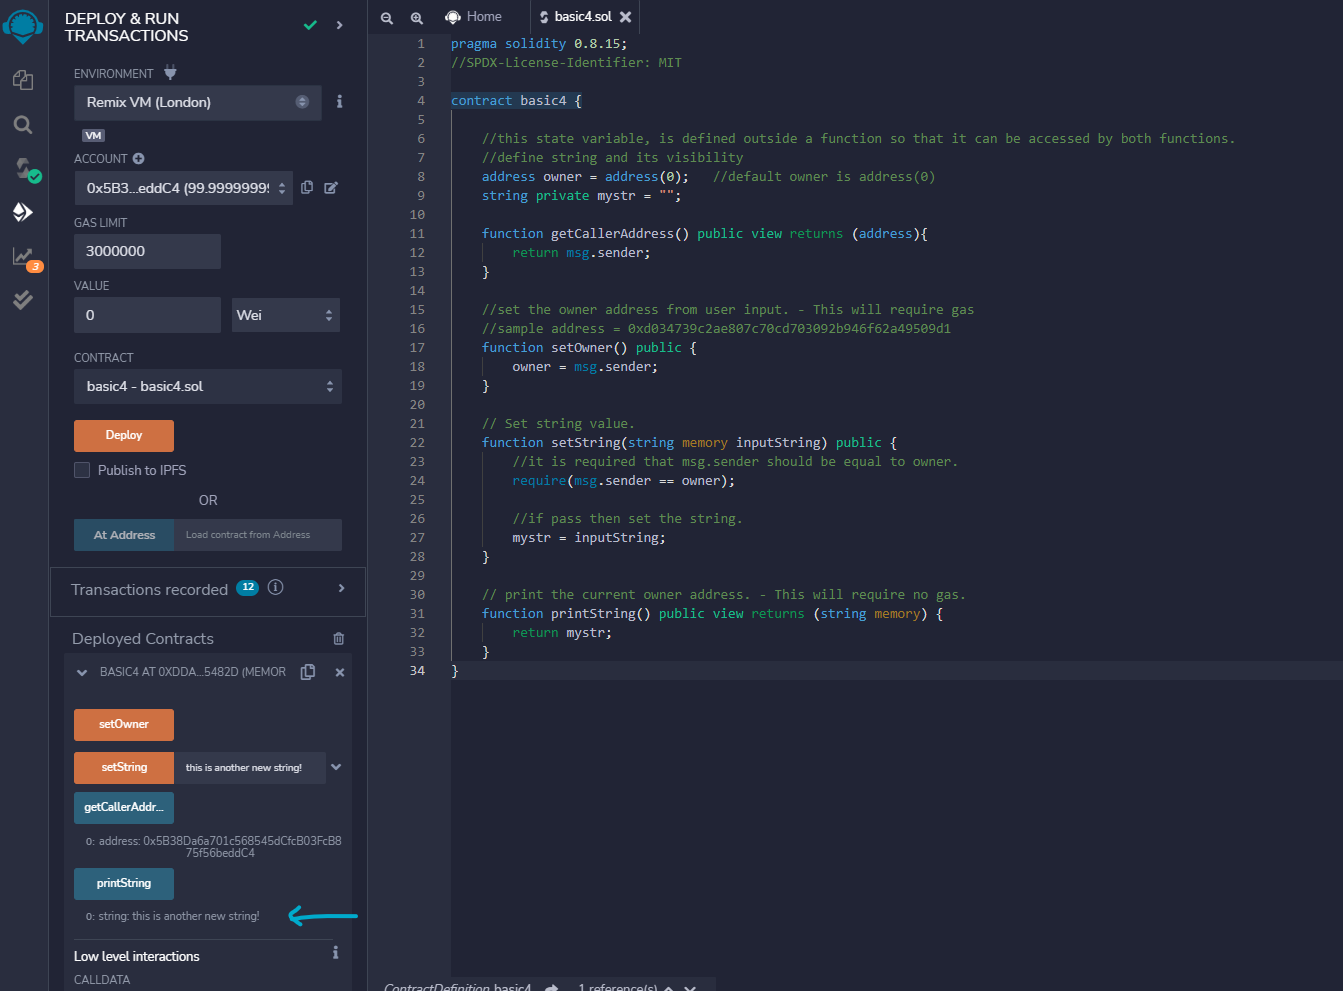 DEPLOY & RUN
TRANSACTIONS
ENVIRONMENT
Remix VM (London)
VM
ACCOUNT
0x5B3...eddC4 (99.99999999
GAS LIMIT
3000000
VALUE
0
Wei
CONTRACT
basic4 - basic4.sol
Deploy
Publish to IPFS
OR
At Address
Load contract from Address
Transactions recorded 12
Deployed Contracts
BASIC4 AT 0XDDA...5482D (MEMOR
setOwner
setString
this is another new string!
getCallerAddr...
0: address: 0x5B38Da6a701c568545dCfcB03FcB8
75f56beddC4
printString
0: string: this is another new string!
Low level interactions
CALLDATA
3
Home
basic4.sol
1 pragma solidity 0.8.15;
2 //SPDX-License-Identifier: MIT
3
4 contract basic4 {
5
6 //this state variable, is defined outside a function so that it can be accessed by both functions.
7 //define string and its visibility
8 address owner = address(0); //default owner is address(0)
9 string private mystr = "";
10
11 function getCallerAddress() public view returns (address){
12 return msg.sender;
13 }
14
15 //set the owner address from user input. - This will require gas
16 //sample address = 0xd034739c2ae807c70cd703092b946f62a49509d1
17 function setOwner() public {
18 owner = msg.sender;
19 }
20
21 // Set string value.
22 function setString(string memory inputString) public {
23 //it is required that msg.sender should be equal to owner.
24 require(msg.sender == owner);
25
26 //if pass then set the string.
27 mystr = inputString;
28 }
29
30 // print the current owner address. - This will require no gas.
31 function printString() public view returns (string memory) {
32 return mystr;
33 }
34 }
ContractDefinition basic4 1 reference(s)